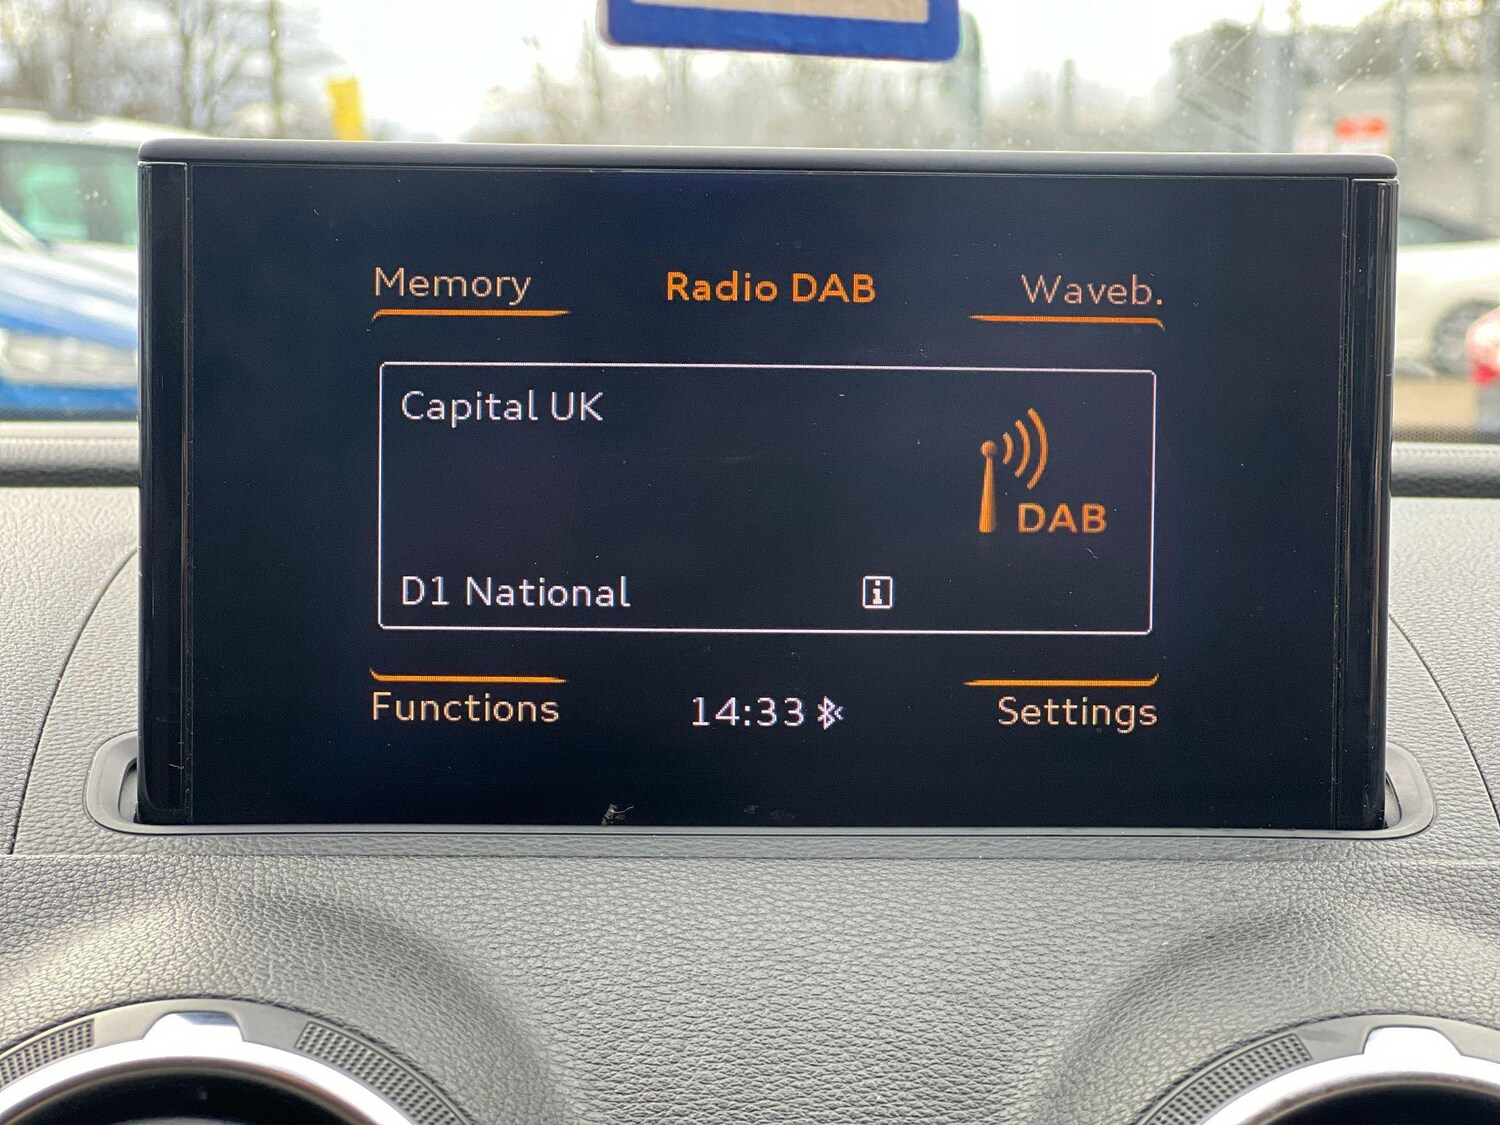 Memory Radio DAB Waveb.
Capital UK
DAB
D1 National
Functions 14:33 Settings